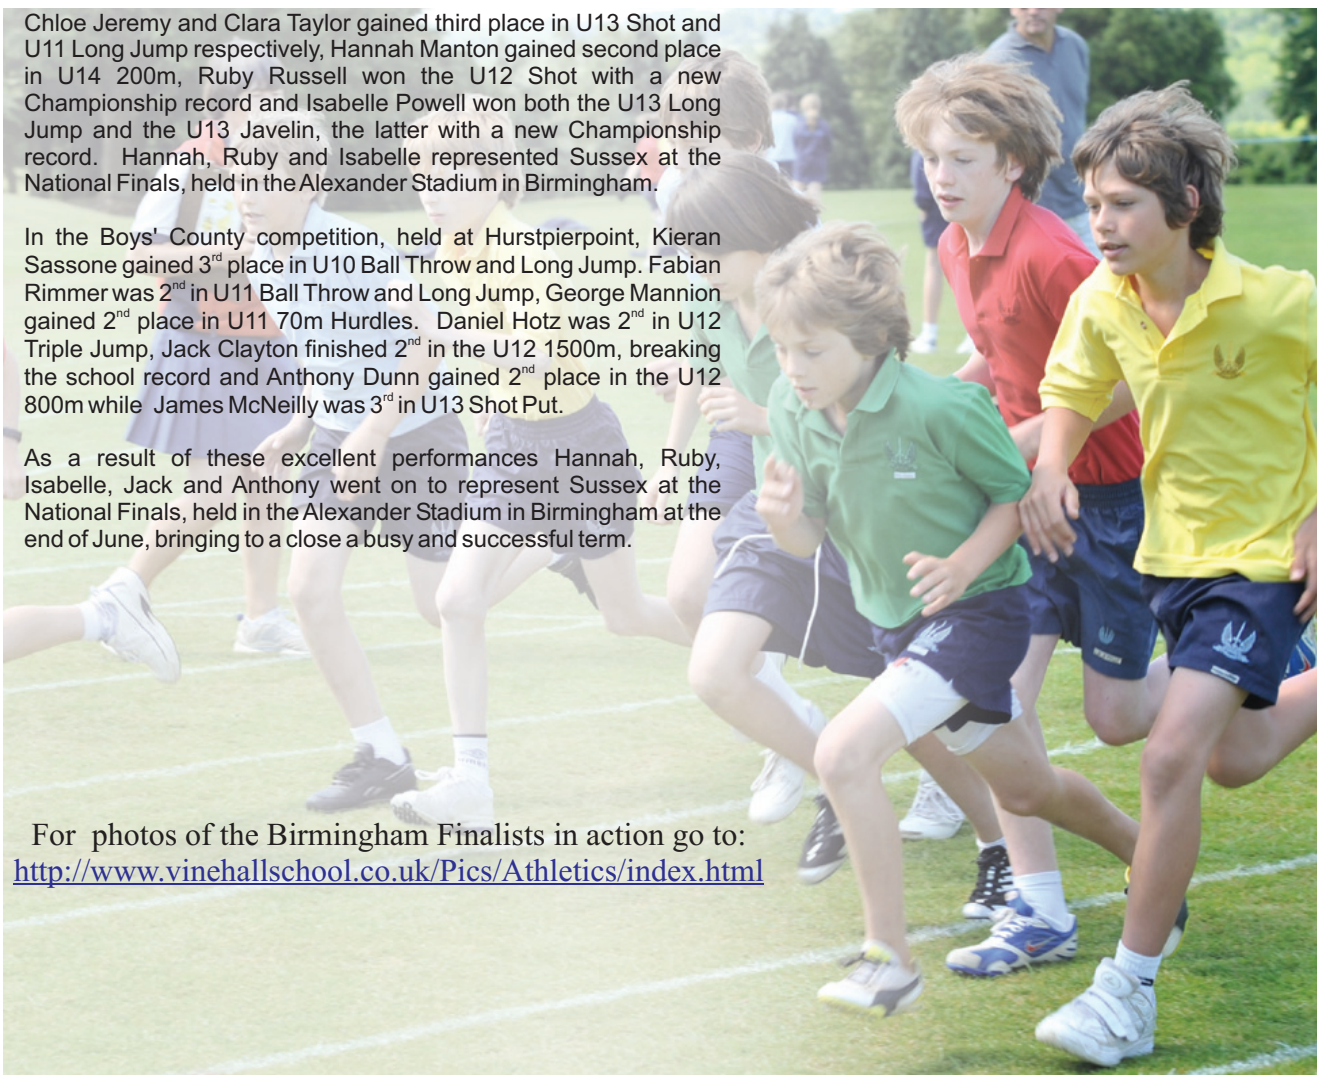 Chloe Jeremy and Clara Taylor gained third place in U13 Shot and
U11 Long Jump respectively, Hannah Manton gained second place
in U14 200m, Ruby Russell won the U12 Shot with a new
Championship record and Isabelle Powell won both the U13 Long
Jump and the U13 Javelin, the latter with a new Championship
record. Hannah, Ruby and Isabelle represented Sussex at the
National Finals, held in the Alexander Stadium in Birmingham.
In the Boys' County competition, held at Hurstpierpoint, Kieran
Sassone gained 3rd place in U10 Ball Throw and Long Jump. Fabian
Rimmer was 2nd in U11 Ball Throw and Long Jump, George Mannion
gained 2nd place in U11 70m Hurdles. Daniel Hotz was 2nd in U12
Triple Jump, Jack Clayton finished 2nd in the U12 1500m, breaking
the school record and Anthony Dunn gained 2nd place in the U12
800m while James McNeilly was 3rd in U13 Shot Put.
As a result of these excellent performances Hannah, Ruby,
Isabelle, Jack and Anthony went on to represent Sussex at the
National Finals, held in the Alexander Stadium in Birmingham at the
end of June, bringing to a close a busy and successful term.
For photos of the Birmingham Finalists in action go to:
http://www.vinehallschool.co.uk/Pics/Athletics/index.html